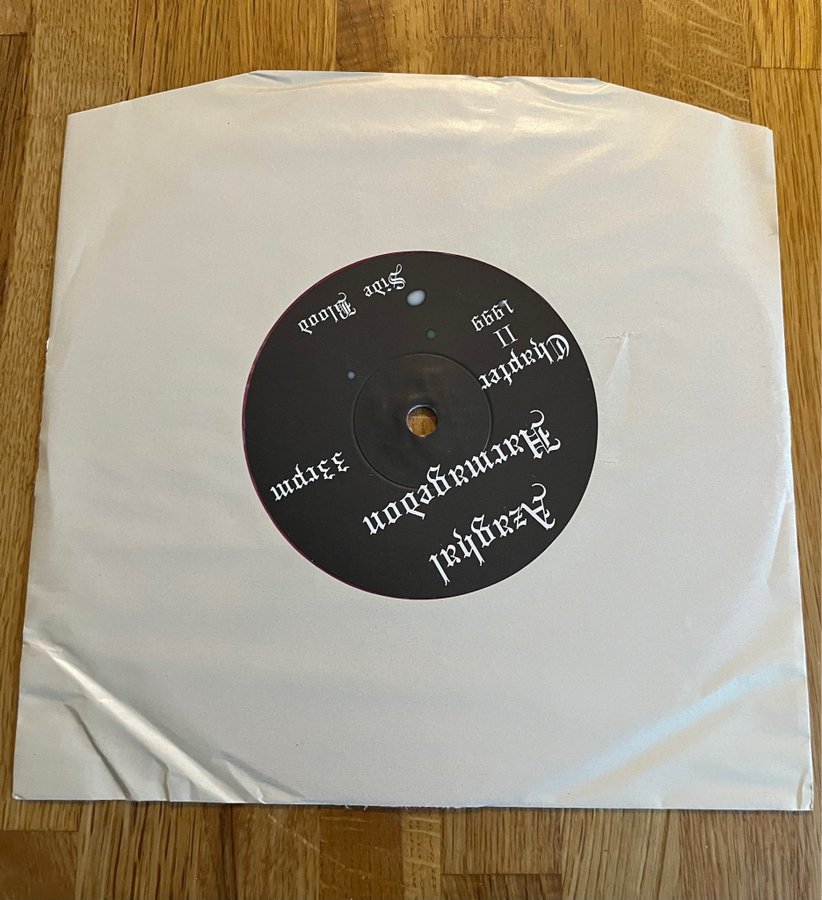 Azaghal
Harmagedon
33rpm
Chapter
II
1999
Side Blood